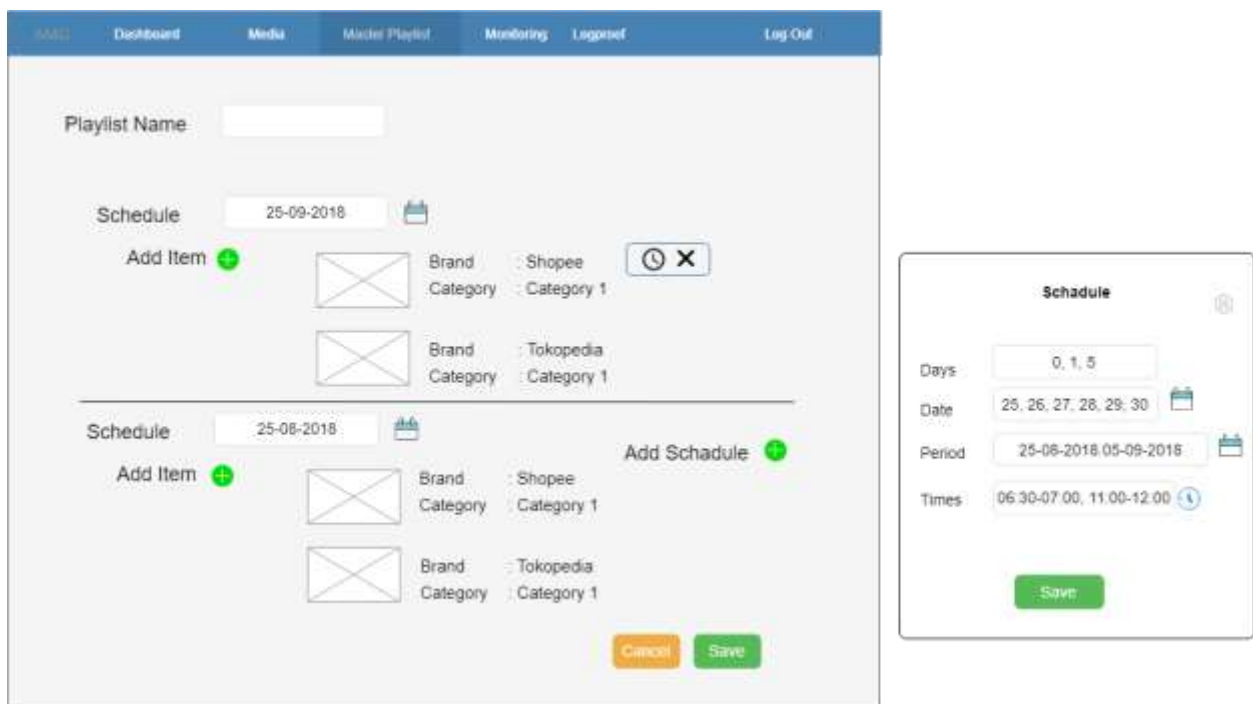 Dashboard Media Master Playlist Monitoring Logproof Log Out
Playlist Name
Schedule 25-09-2018
Add Item
Brand : Shopee
Category : Category 1
Brand : Tokopedia
Category : Category 1
Schedule 25-08-2018
Add Item
Add Schadule
Brand : Shopee
Category : Category 1
Brand : Tokopedia
Category : Category 1
Cancel Save
Schadule
Days 0, 1, 5
Date 25, 26, 27, 28, 29, 30
Period 25-08-2018.05-09-2018
Times 06.30-07.00, 11.00-12.00
Save